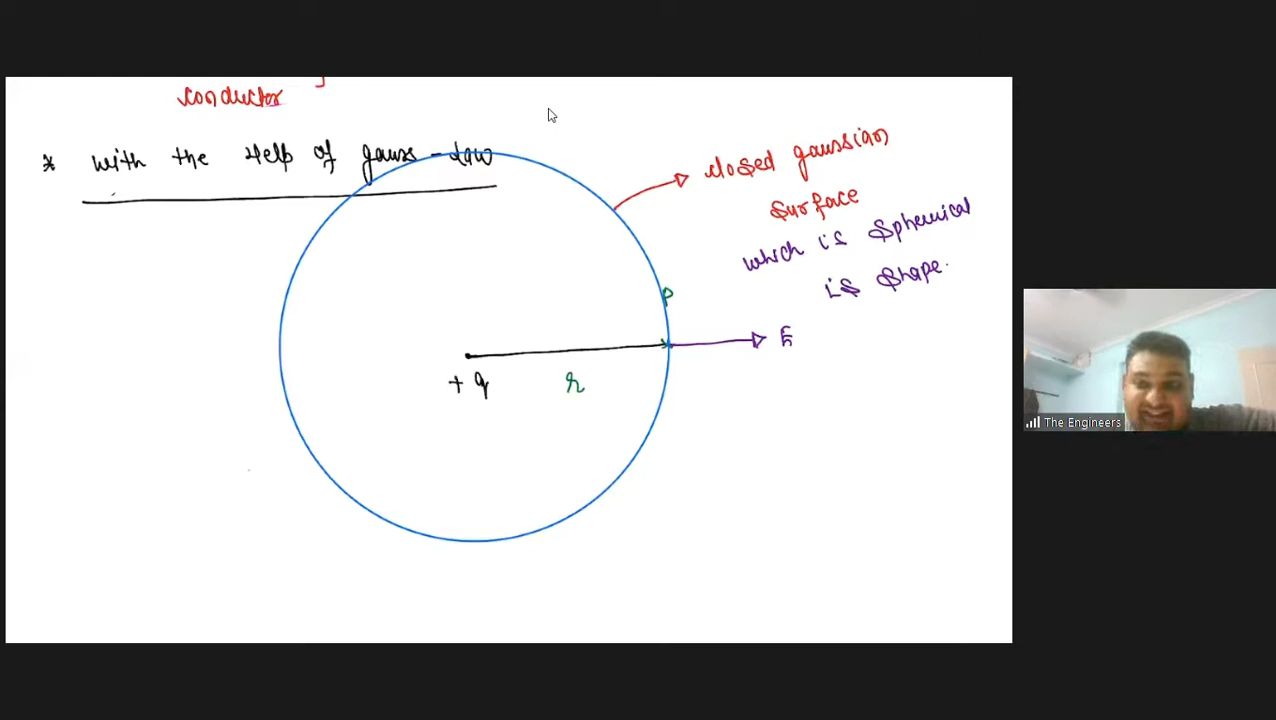 conductor
* with the Help of gauss-Law
closed gaussian
surface
which is spherical
is shape.
P
E
+q
r
The Engineers